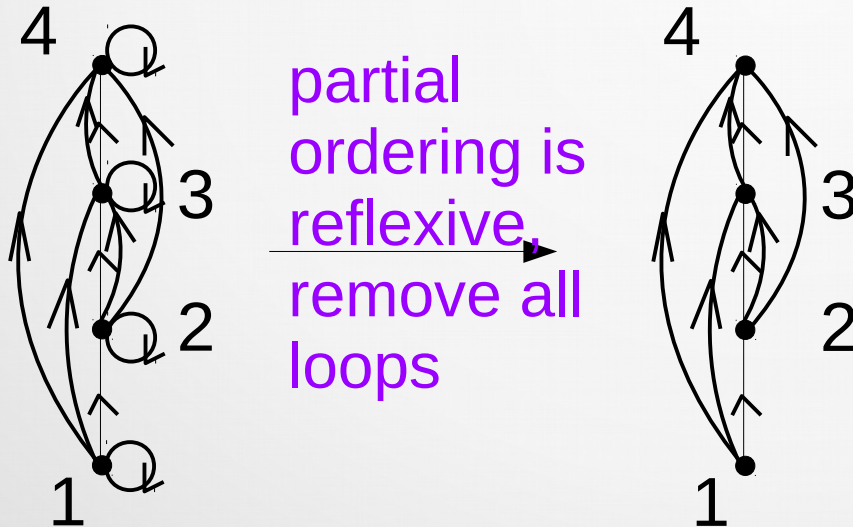 4
3
2
1
partial
ordering is
reflexive,
remove all
loops
4
3
2
1